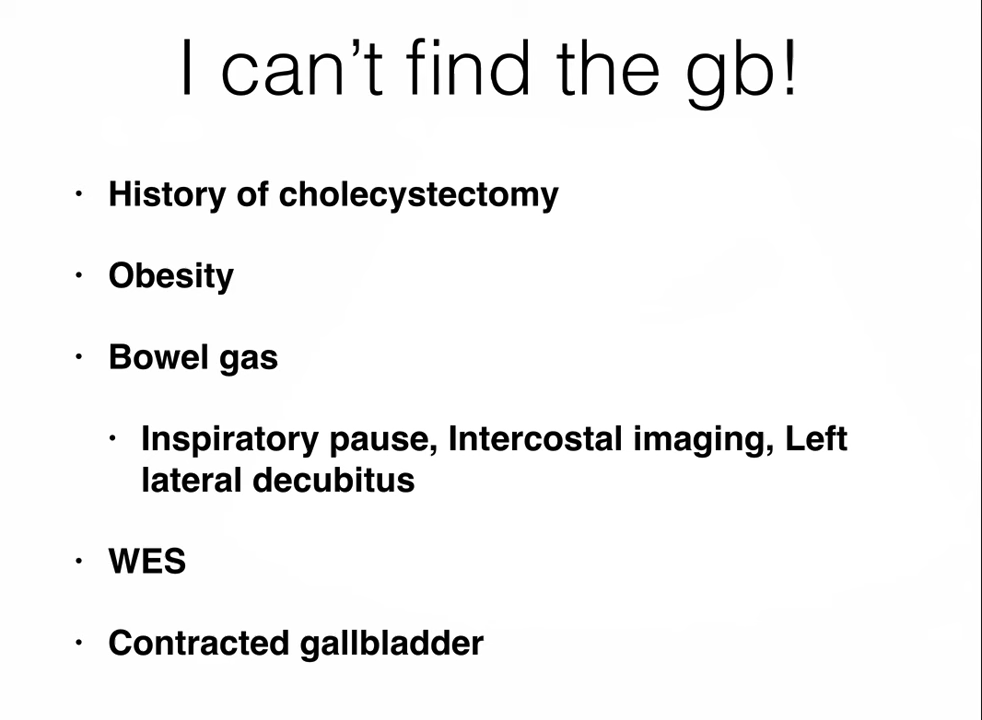 I can’t find the gb!
• History of cholecystectomy
• Obesity
• Bowel gas
• Inspiratory pause, Intercostal imaging, Left
lateral decubitus
• WES
• Contracted gallbladder